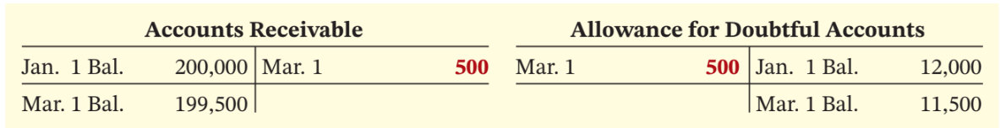 Accounts Receivable Allowance for Doubtful Accounts
Jan. 1 Bal. 200,000 Mar. 1 500 Mar. 1 500 Jan. 1 Bal. 12,000
Mar. 1 Bal. 199,500 Mar. 1 Bal. 11,500